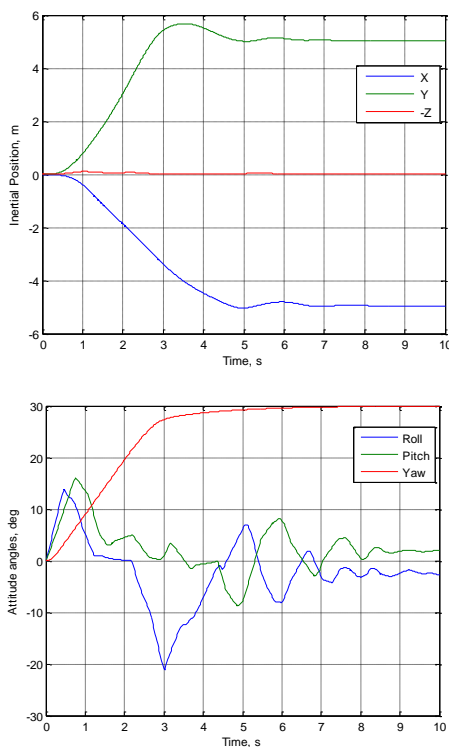 6
4
2
0
-2
-4
-6
Inertial Position, m
X
Y
-Z
0 1 2 3 4 5 6 7 8 9 10
Time, s
30
20
10
0
-10
-20
-30
Attitude angles, deg
Roll
Pitch
Yaw
0 1 2 3 4 5 6 7 8 9 10
Time, s